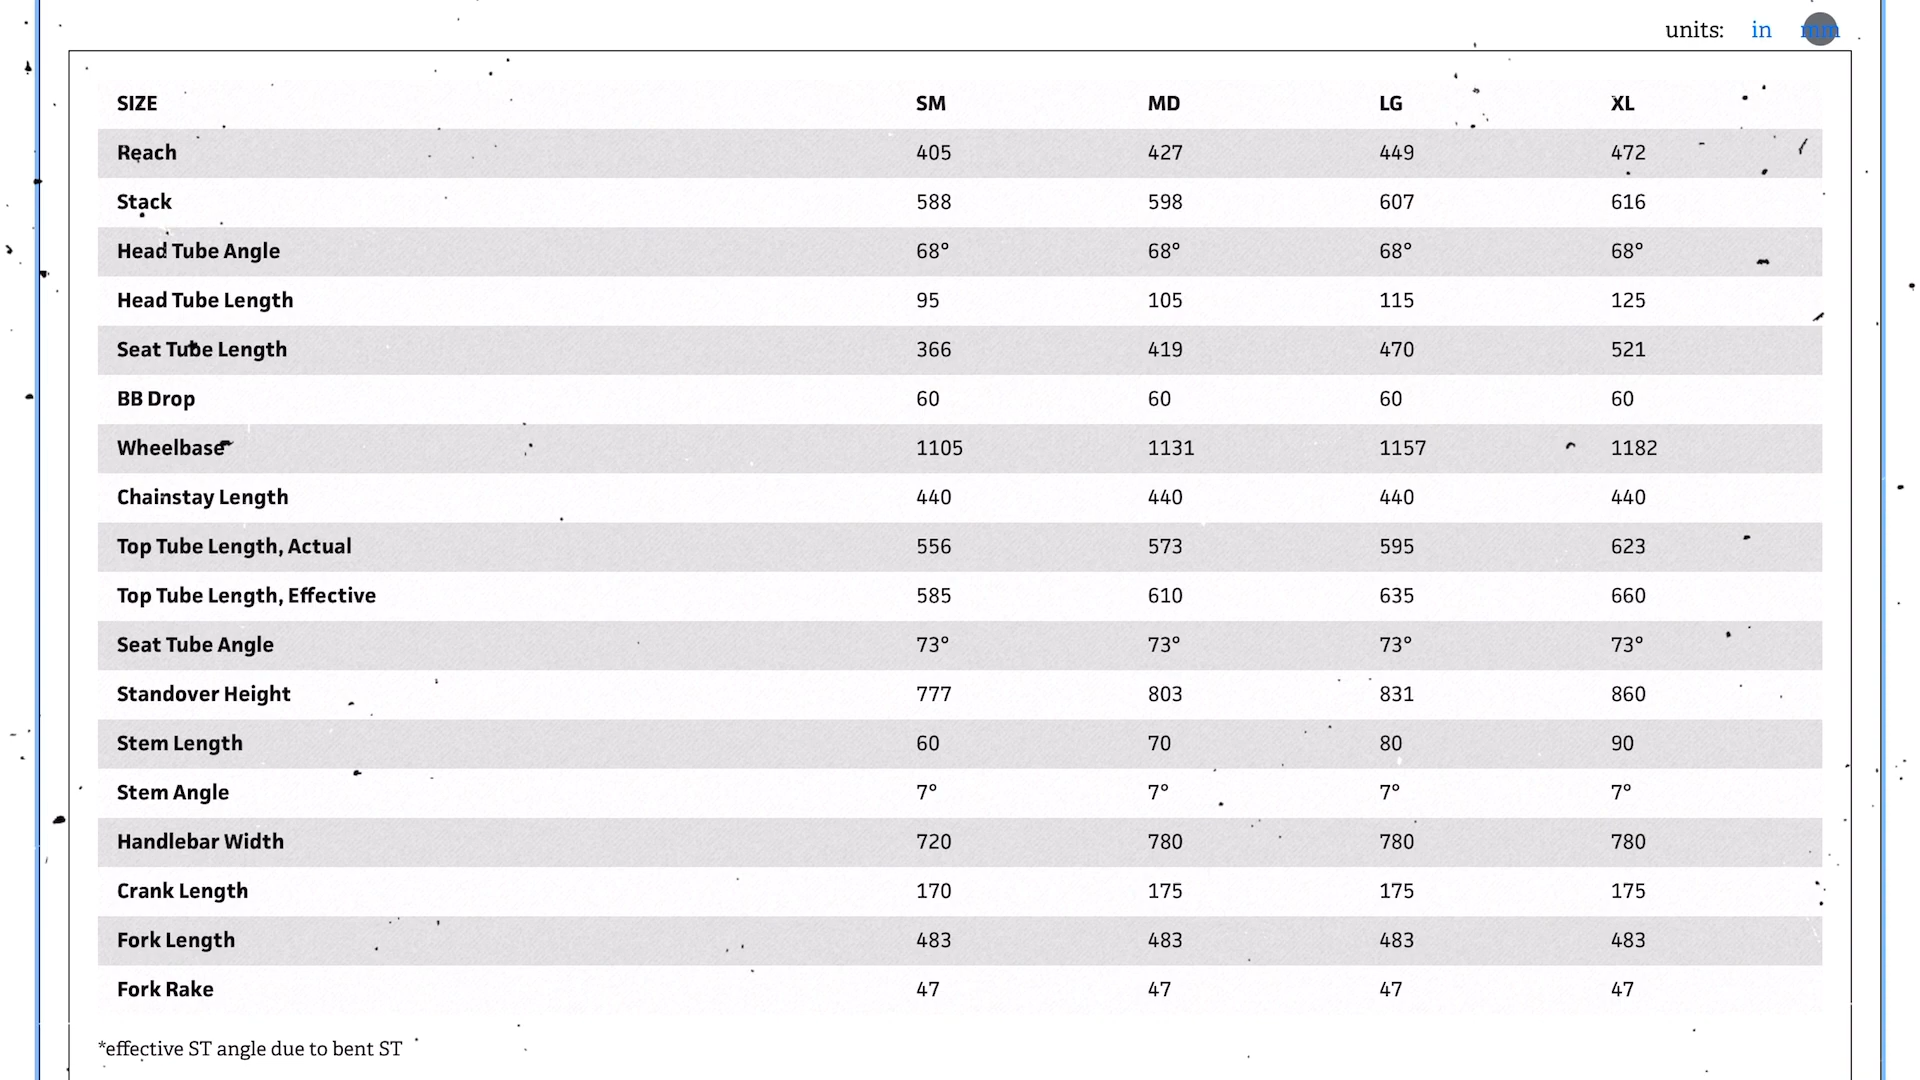 units: in mm
SIZE SM MD LG XL
Reach 405 427 449 472
Stack 588 598 607 616
Head Tube Angle 68° 68° 68° 68°
Head Tube Length 95 105 115 125
Seat Tube Length 366 419 470 521
BB Drop 60 60 60 60
Wheelbase 1105 1131 1157 1182
Chainstay Length 440 440 440 440
Top Tube Length, Actual 556 573 595 623
Top Tube Length, Effective 585 610 635 660
Seat Tube Angle 73° 73° 73° 73°
Standover Height 777 803 831 860
Stem Length 60 70 80 90
Stem Angle 7° 7° 7° 7°
Handlebar Width 720 780 780 780
Crank Length 170 175 175 175
Fork Length 483 483 483 483
Fork Rake 47 47 47 47
*effective ST angle due to bent ST